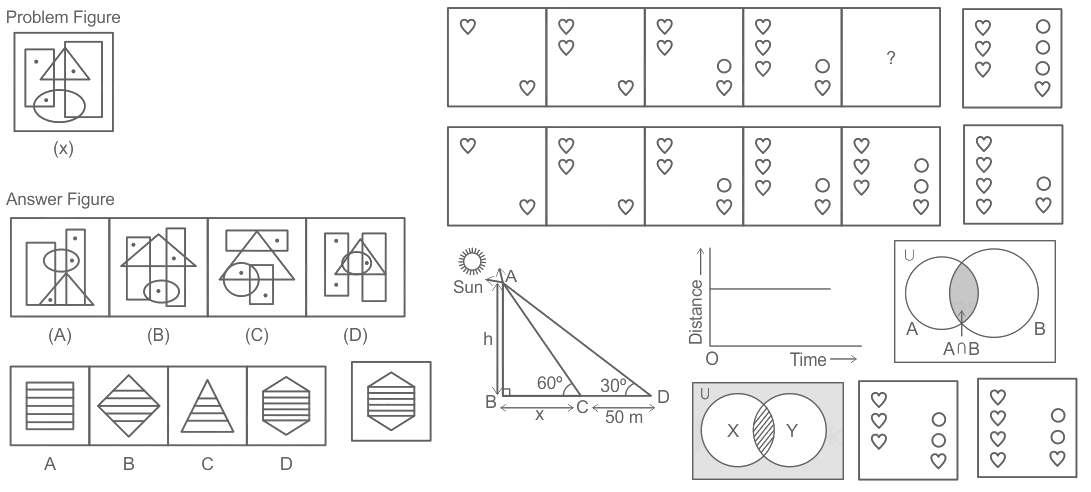 Problem Figure
(x)
Answer Figure
(A) (B) (C) (D)
A B C D
?
Sun
A
h
60º 30º
B x C 50 m D
Distance
O Time
U
A B
A∩B
U
X Y